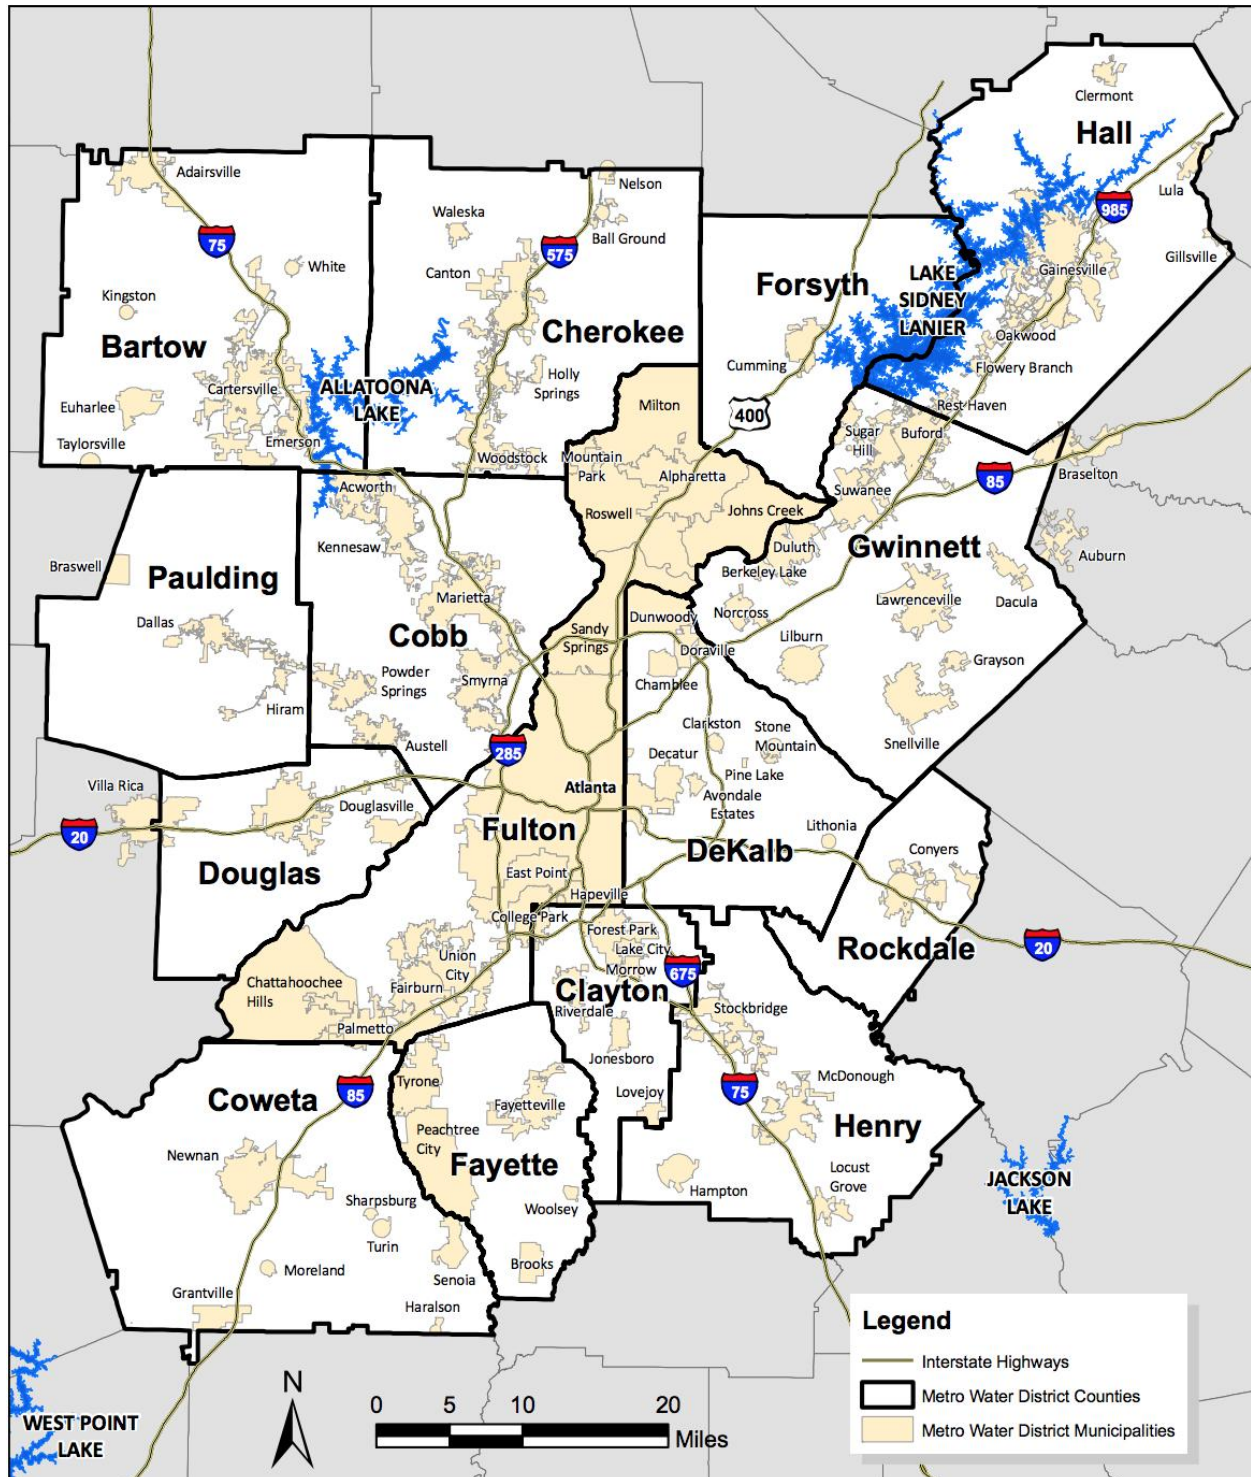 Clermont
Hall
Adairsville
Nelson
Lula
Waleska
985
Ball Ground
75
575
White
Canton
Gillsville
Gainesville
Forsyth
LAKE
SIDNEY
LANIER
Kingston
Cherokee
Bartow
Oakwood
Cumming
Flowery Branch
Holly
Springs
Cartersville
ALLATOONA
LAKE
Euharlee
Milton
400
Rest Haven
Taylorsville
Emerson
Sugar
Hill
Buford
Woodstock
Mountain
Park
Alpharetta
85
Braselton
Acworth
Suwanee
Roswell
Johns Creek
Kennesaw
Duluth
Gwinnett
Auburn
Braswell
Paulding
Berkeley Lake
Marietta
Lawrenceville
Dacula
Dallas
Cobb
Norcross
Dunwoody
Sandy
Springs
Lilburn
Doraville
Grayson
Powder
Springs
Smyrna
Chamblee
Hiram
Clarkston
Stone
Mountain
Austell
285
Snellville
Decatur
Pine Lake
Villa Rica
Atlanta
Avondale
Estates
Douglasville
20
Fulton
Lithonia
DeKalb
Conyers
Douglas
East Point
Hapeville
College Park
Forest Park
Rockdale
20
Lake City
Union
City
Morrow
675
Chattahoochee
Hills
Fairburn
Clayton
Riverdale
Stockbridge
Palmetto
Jonesboro
Tyrone
McDonough
Coweta
85
75
Lovejoy
Fayetteville
Peachtree
City
Henry
Newnan
Fayette
Locust
Grove
JACKSON
LAKE
Hampton
Sharpsburg
Woolsey
Turin
Moreland
Senoia
Brooks
Grantville
Haralson
Legend
Interstate Highways
Metro Water District Counties
Metro Water District Municipalities
N
0 5 10 20
Miles
WEST POINT
LAKE